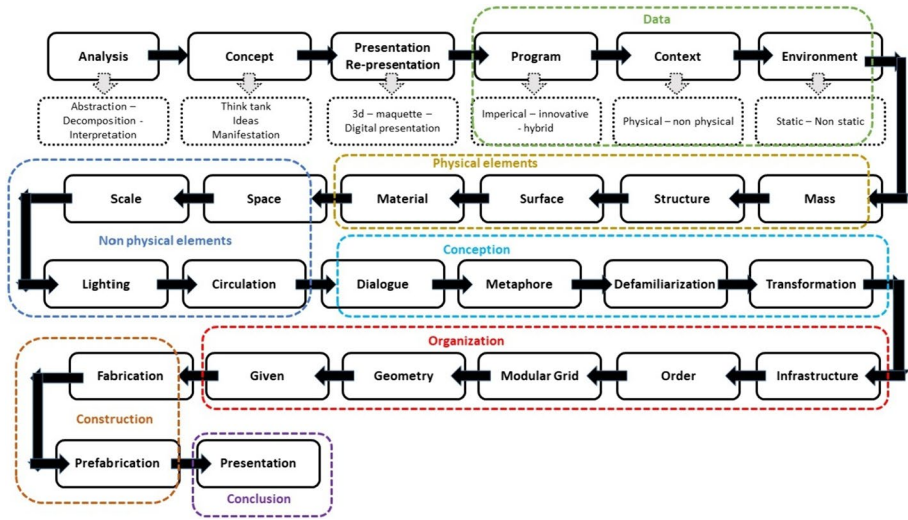 Data
Analysis
Concept
Presentation
Re-presentation
Program
Context
Environment
Abstraction –
Decomposition -
Interpretation
Think tank
Ideas
Manifestation
3d – maquette –
Digital presentation
Imperical – innovative
- hybrid
Physical – non physical
Static – Non static
Physical elements
Scale
Space
Material
Surface
Structure
Mass
Non physical elements
Conception
Lighting
Circulation
Dialogue
Metaphore
Defamiliarization
Transformation
Organization
Fabrication
Given
Geometry
Modular Grid
Order
Infrastructure
Construction
Prefabrication
Presentation
Conclusion